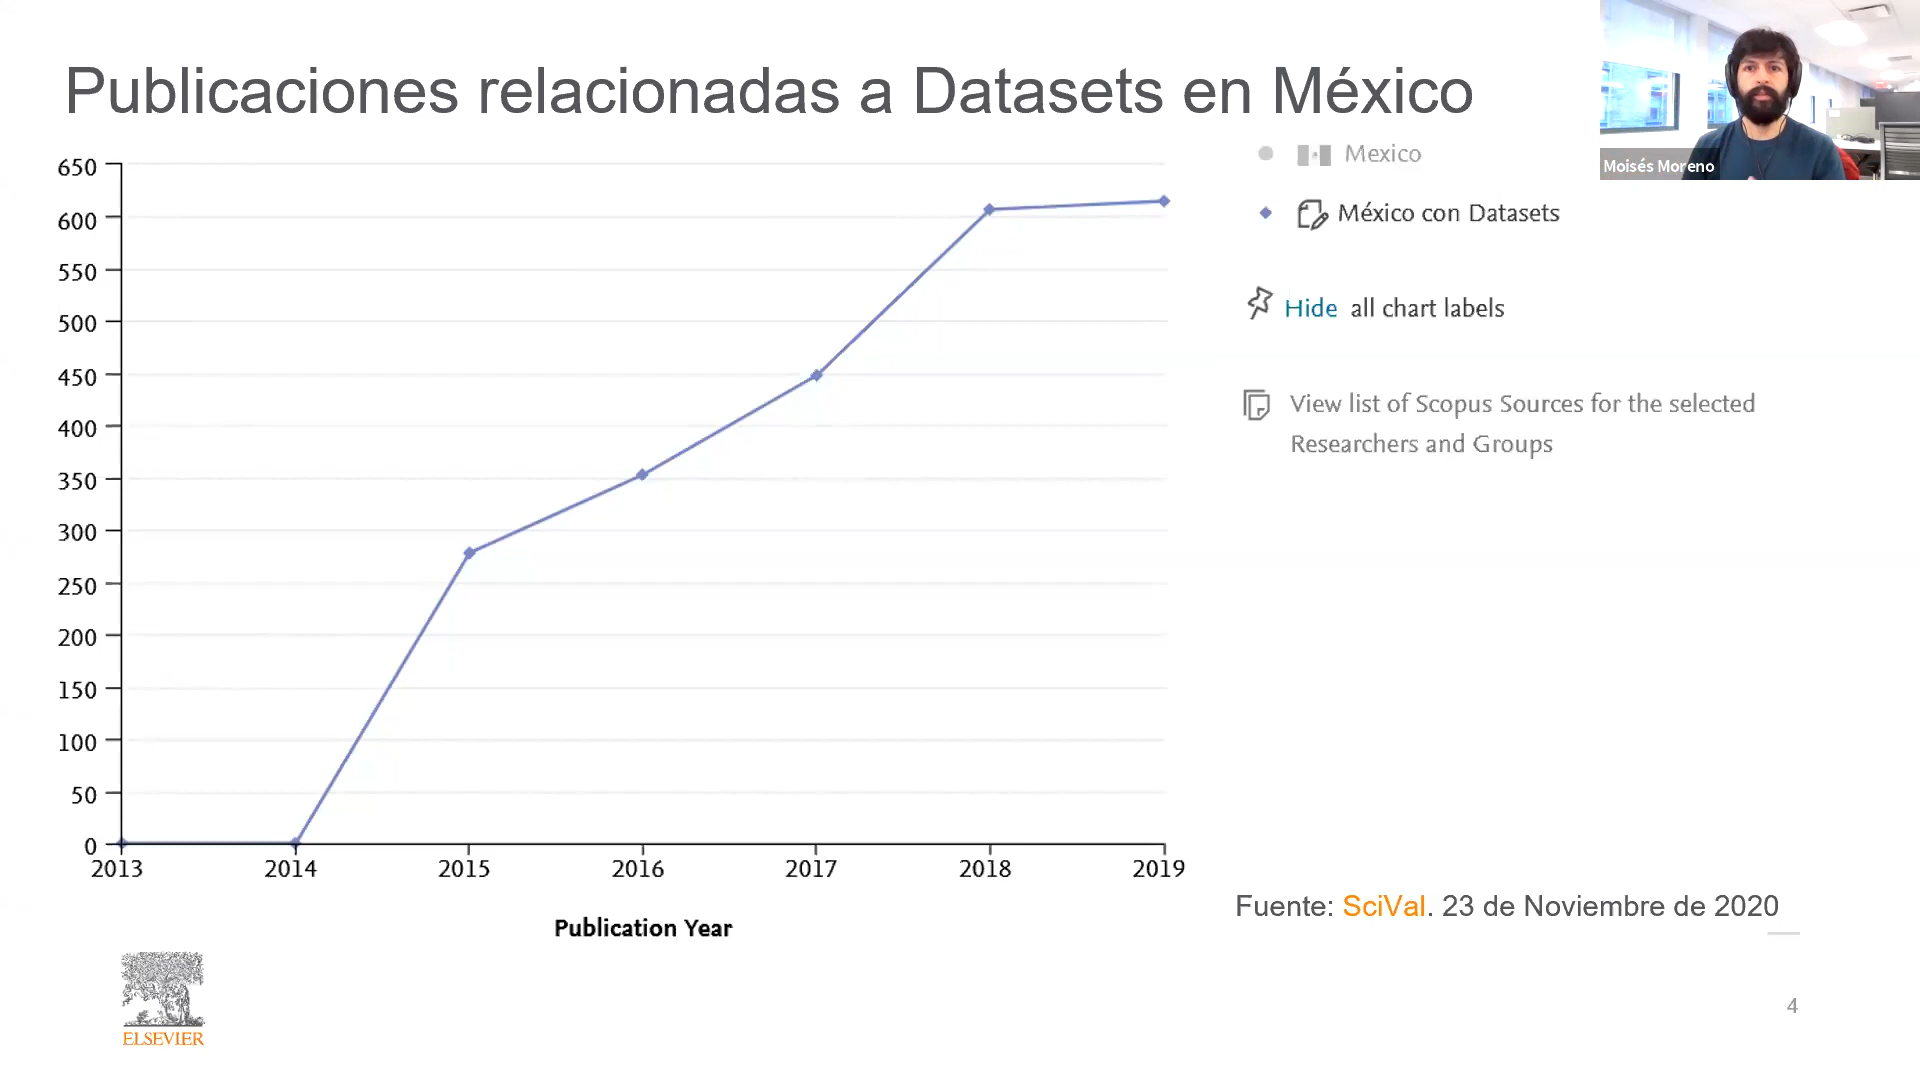 Publicaciones relacionadas a Datasets en México
Moisés Moreno
Mexico
México con Datasets
Hide all chart labels
View list of Scopus Sources for the selected
Researchers and Groups
650
600
550
500
450
400
350
300
250
200
150
100
50
0
2013 2014 2015 2016 2017 2018 2019
Publication Year
Fuente: SciVal. 23 de Noviembre de 2020
ELSEVIER
4